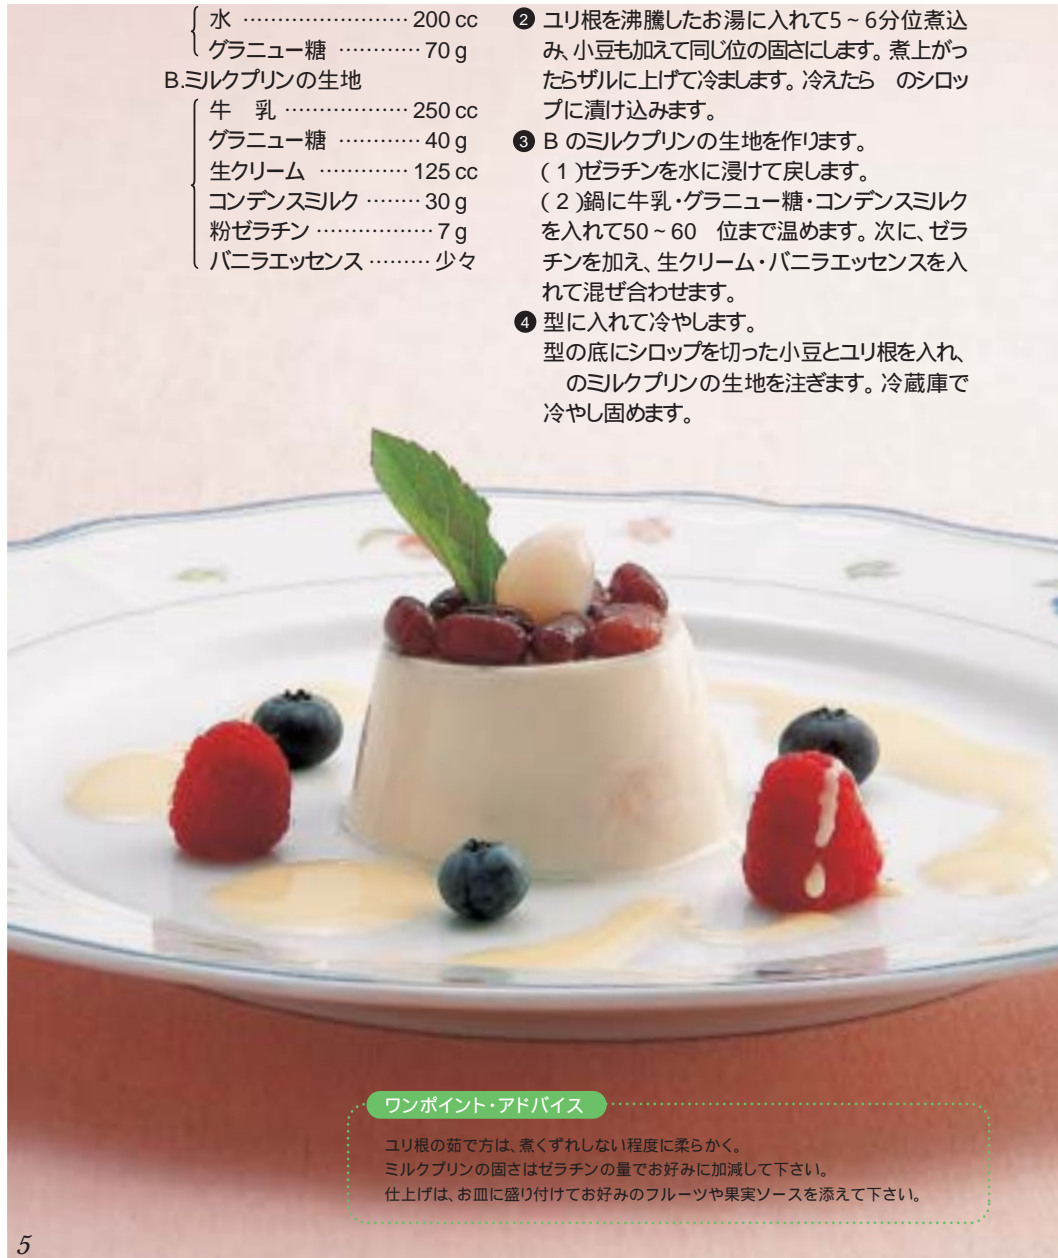 水 …………………… 200 cc
グラニュー糖 ………… 70 g
B.ミルクプリンの生地
牛　乳 ……………… 250 cc
グラニュー糖 ………… 40 g
生クリーム ………… 125 cc
コンデンスミルク ……… 30 g
粉ゼラチン ……………… 7 g
バニラエッセンス ……… 少々
❷ ユリ根を沸騰したお湯に入れて5～6分位煮込
み、小豆も加えて同じ位の固さにします。煮上がっ
たらザルに上げて冷まします。冷えたら　のシロッ
プに漬け込みます。
❸ B のミルクプリンの生地を作ります。
(1)ゼラチンを水に浸けて戻します。
(2)鍋に牛乳・グラニュー糖・コンデンスミルク
を入れて50～60　位まで温めます。次に、ゼラ
チンを加え、生クリーム・バニラエッセンスを入
れて混ぜ合わせます。
❹ 型に入れて冷やします。
型の底にシロップを切った小豆とユリ根を入れ、
　のミルクプリンの生地を注ぎます。冷蔵庫で
冷やし固めます。
ワンポイント・アドバイス
ユリ根の茹で方は、煮くずれしない程度に柔らかく。
ミルクプリンの固さはゼラチンの量でお好みに加減して下さい。
仕上げは、お皿に盛り付けてお好みのフルーツや果実ソースを添えて下さい。
5